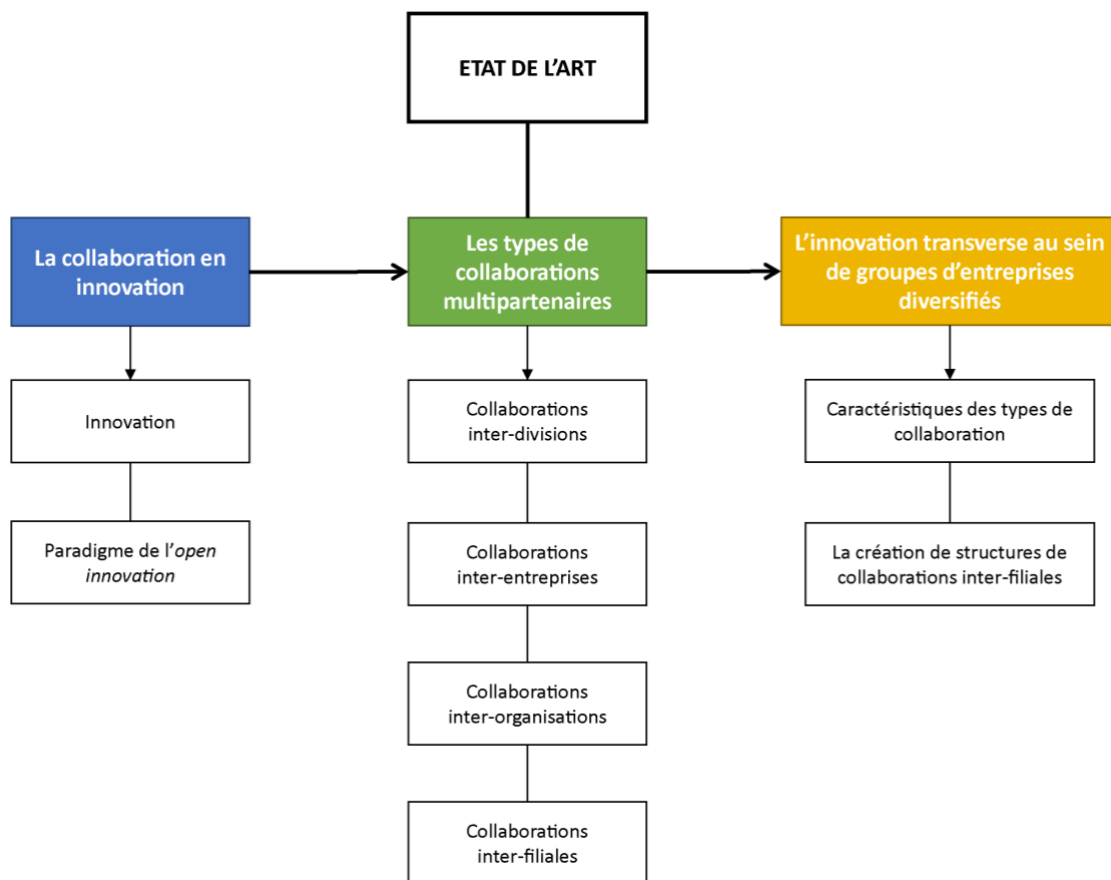 ETAT DE L’ART
La collaboration en
innovation
Les types de
collaborations
multipartenaires
L’innovation transverse au sein
de groupes d’entreprises
diversifiés
Innovation
Paradigme de l’open
innovation
Collaborations
inter-divisions
Collaborations
inter-entreprises
Collaborations
inter-organisations
Collaborations
inter-filiales
Caractéristiques des types de
collaboration
La création de structures de
collaborations inter-filiales